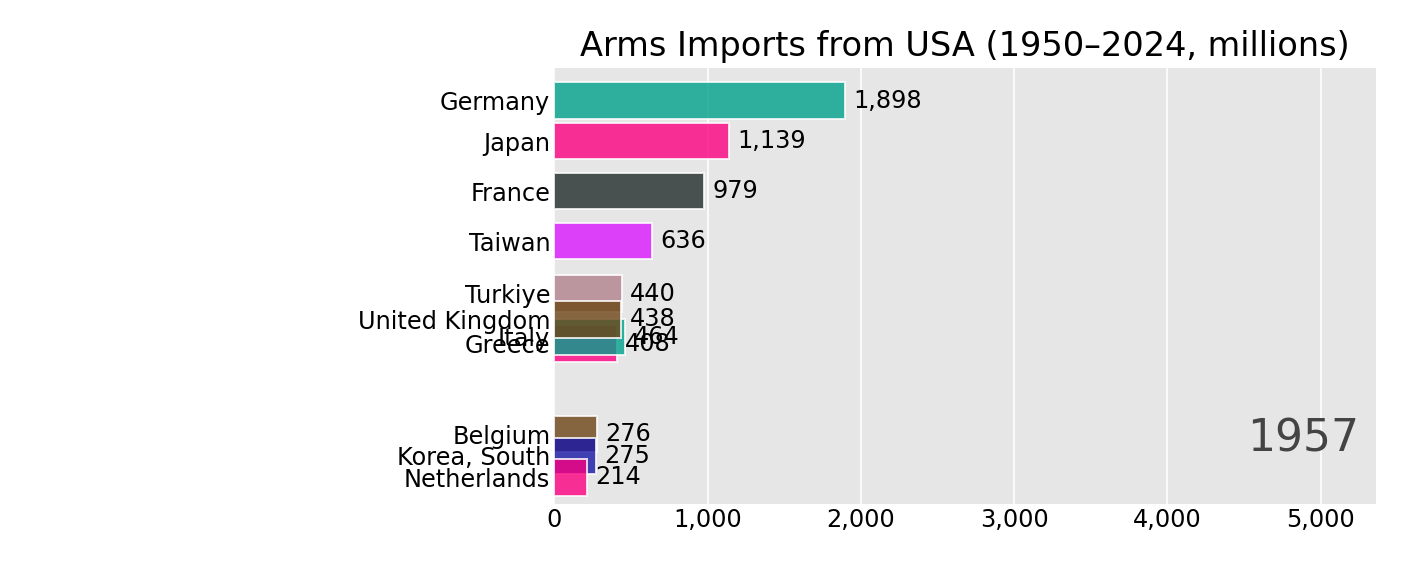 Arms Imports from USA (1950–2024, millions)
Germany 1,898
Japan 1,139
France 979
Taiwan 636
Turkiye 440
United Kingdom 438
Italy 464
Greece 408
Belgium 276
Korea, South 275
Netherlands 214
1957
0 1,000 2,000 3,000 4,000 5,000